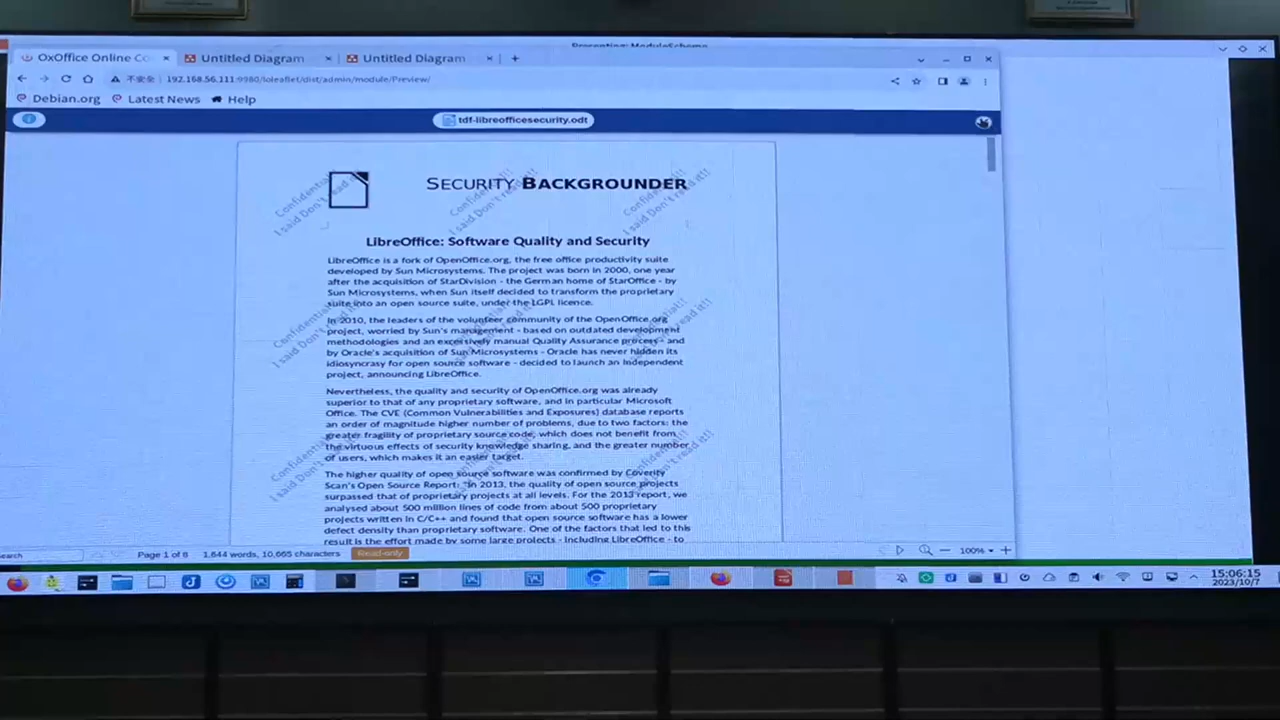 Presenting: ModuleSchema
OxOffice Online Co
Untitled Diagram
Untitled Diagram
不安全
192.168.56.111:9980/loleaflet/dist/admin/module/Preview/
Debian.org
Latest News
Help
tdf-libreofficesecurity.odt
SECURITY BACKGROUNDER
Confidential!!
I said Don't read it!!
LibreOffice: Software Quality and Security
LibreOffice is a fork of OpenOffice.org, the free office productivity suite
developed by Sun Microsystems. The project was born in 2000, one year
after the acquisition of StarDivision - the German home of StarOffice - by
Sun Microsystems, when Sun itself decided to transform the proprietary
suite into an open source suite, under the LGPL licence.
In 2010, the leaders of the volunteer community of the OpenOffice.org
project, worried by Sun's management - based on outdated development
methodologies and an excersively manual Quality Assurance process - and
by Oracle's acquisition of Sun Microsystems - Oracle has never hidden its
idiosyncrasy for open source software - decided to launch an independent
project, announcing LibreOffice.
Nevertheless, the quality and security of OpenOffice.org was already
superior to that of any proprietary software, and in particular Microsoft
Office. The CVE (Common Vulnerabilities and Exposures) database reports
an order of magnitude higher number of problems, due to two factors: the
greater fragility of proprietary source code, which does not benefit from
the virtuous effects of security knowledge sharing, and the greater number
of users, which makes it an easier target.
The higher quality of open source software was confirmed by Coverity
Scan's Open Source Report: "In 2013, the quality of open source projects
surpassed that of proprietary projects at all levels. For the 2013 report, we
analysed about 500 million lines of code from about 500 proprietary
projects written in C/C++ and found that open source software has a lower
defect density than proprietary software. One of the factors that led to this
result is the effort made by some large projects - including LibreOffice - to
earch
Page 1 of 8
1,644 words, 10,665 characters
Read-only
100%
15:06:15
2023/10/7